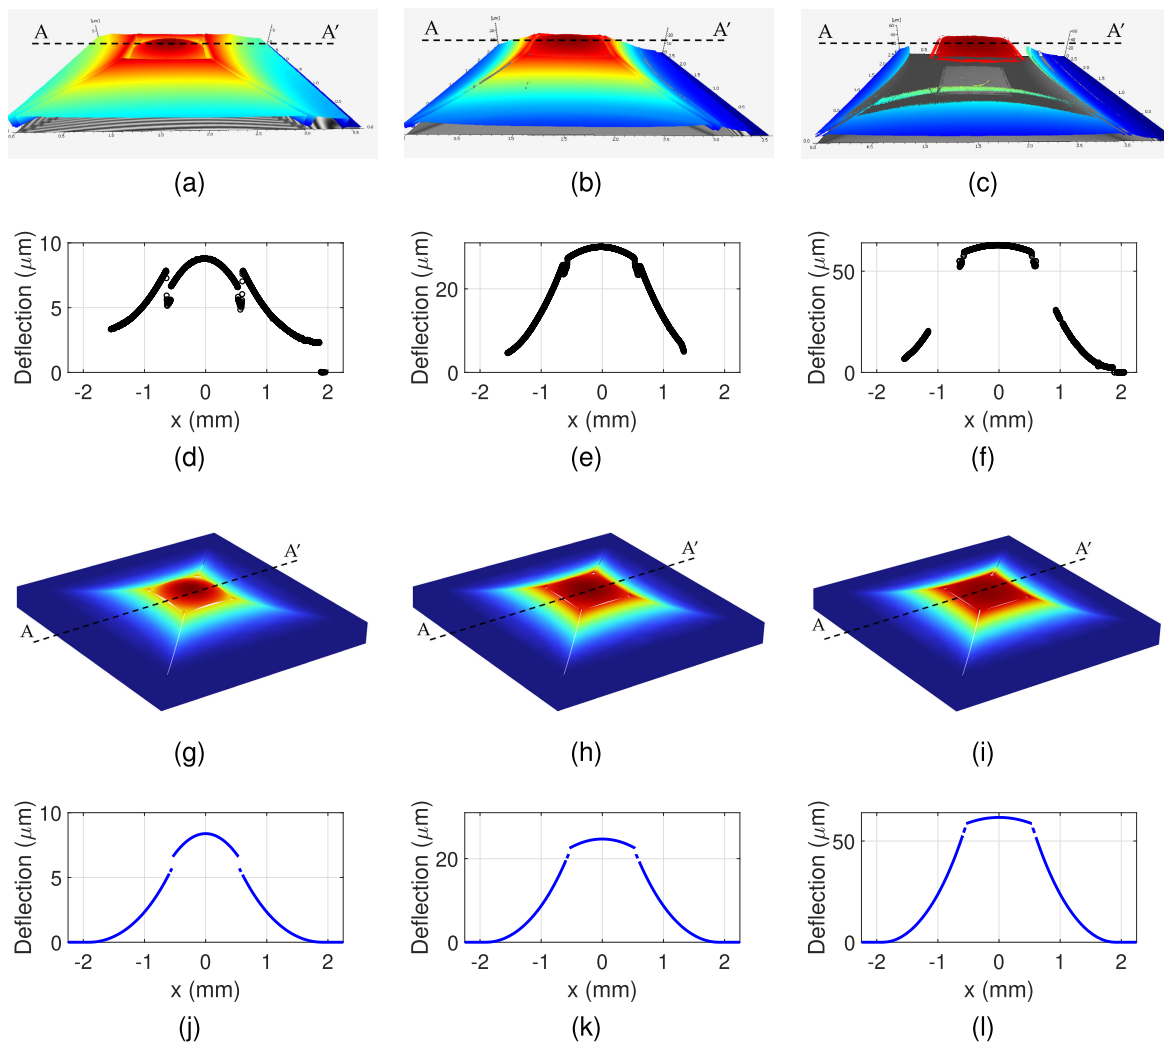 A A′ A A′ A A′
(a) (b) (c)
Deflection (μm) 10 5 0 -2 -1 0 1 2 x (mm)
Deflection (μm) 20 0 -2 -1 0 1 2 x (mm)
Deflection (μm) 50 0 -2 -1 0 1 2 x (mm)
(d) (e) (f)
A A′ A A′ A A′
(g) (h) (i)
Deflection (μm) 10 5 0 -2 -1 0 1 2 x (mm)
Deflection (μm) 20 0 -2 -1 0 1 2 x (mm)
Deflection (μm) 50 0 -2 -1 0 1 2 x (mm)
(j) (k) (l)